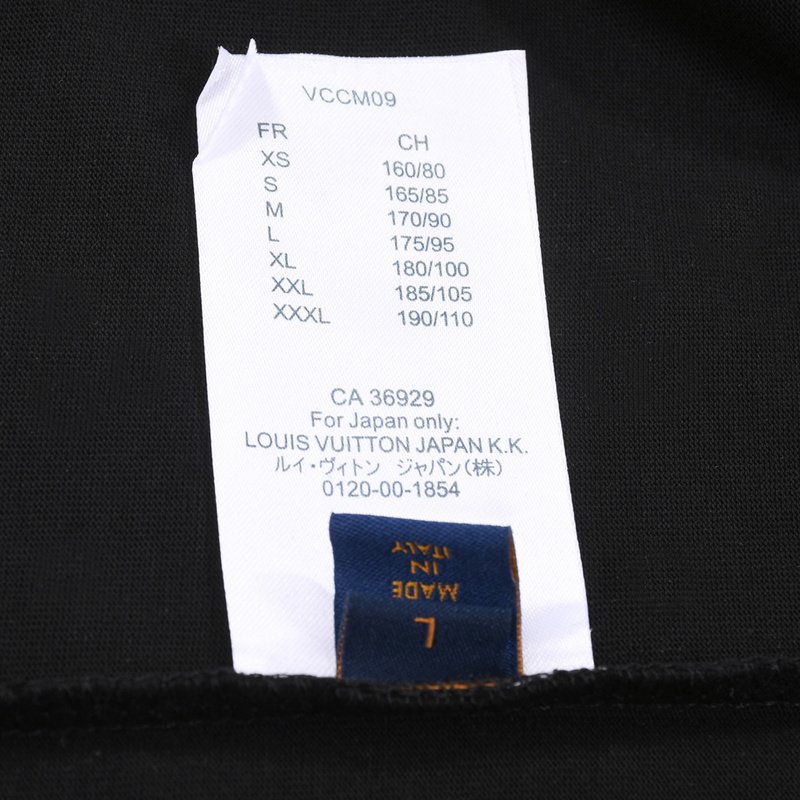 VCCM09
FR CH
XS 160/80
S 165/85
M 170/90
L 175/95
XL 180/100
XXL 185/105
XXXL 190/110
CA 36929
For Japan only:
LOUIS VUITTON JAPAN K.K.
ルイ・ヴィトン ジャパン(株)
0120-00-1854
MADE
IN
ITALY
L